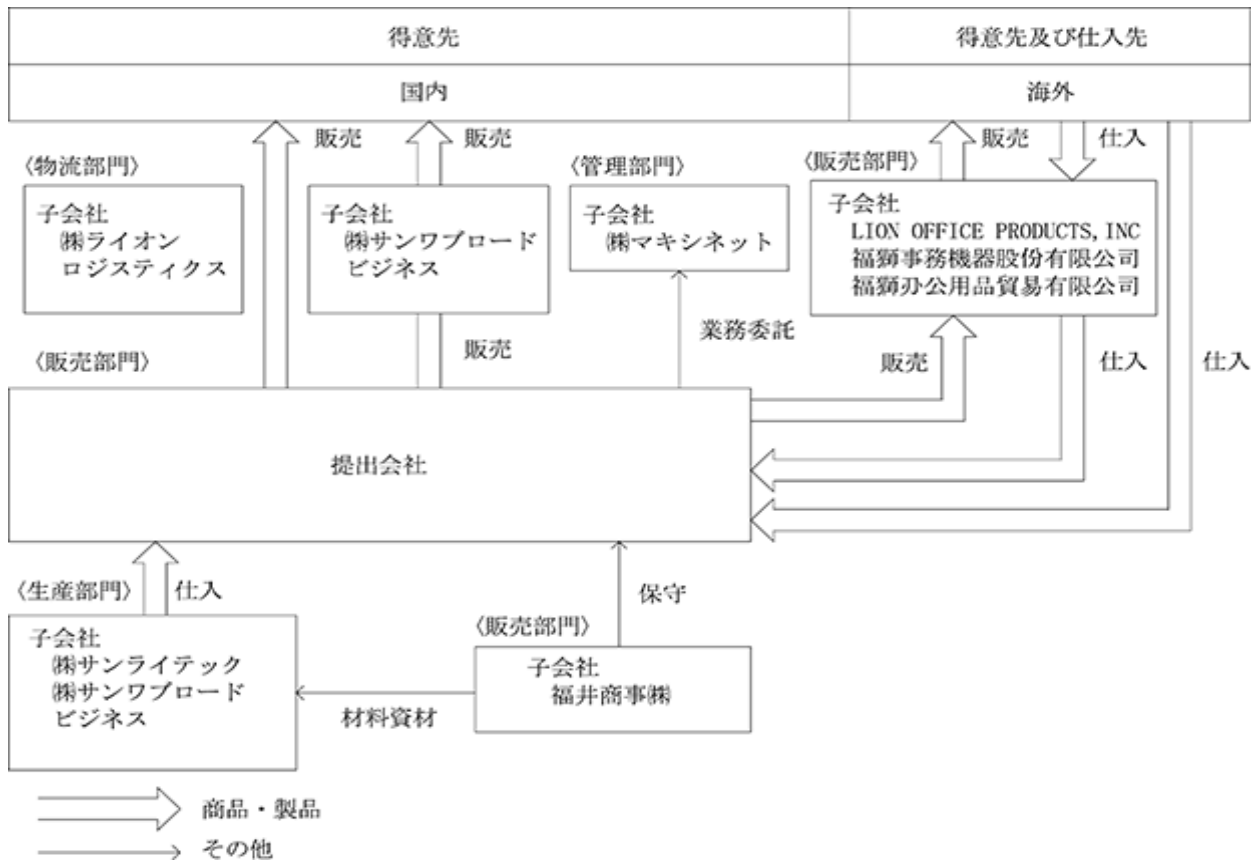 得意先
得意先及び仕入先
国内
海外
販売
販売
販売
仕入
〈物流部門〉
〈管理部門〉
〈販売部門〉
子会社
㈱ライオン
ロジスティクス
子会社
㈱サンワブロード
ビジネス
子会社
㈱マキシネット
子会社
LION OFFICE PRODUCTS, INC
福獅事務機器股份有限公司
福獅办公用品貿易有限公司
〈販売部門〉
販売
業務委託
販売
仕入
仕入
提出会社
〈生産部門〉
仕入
保守
〈販売部門〉
子会社
㈱サンライテック
㈱サンワブロード
ビジネス
子会社
福井商事㈱
材料資材
商品・製品
その他